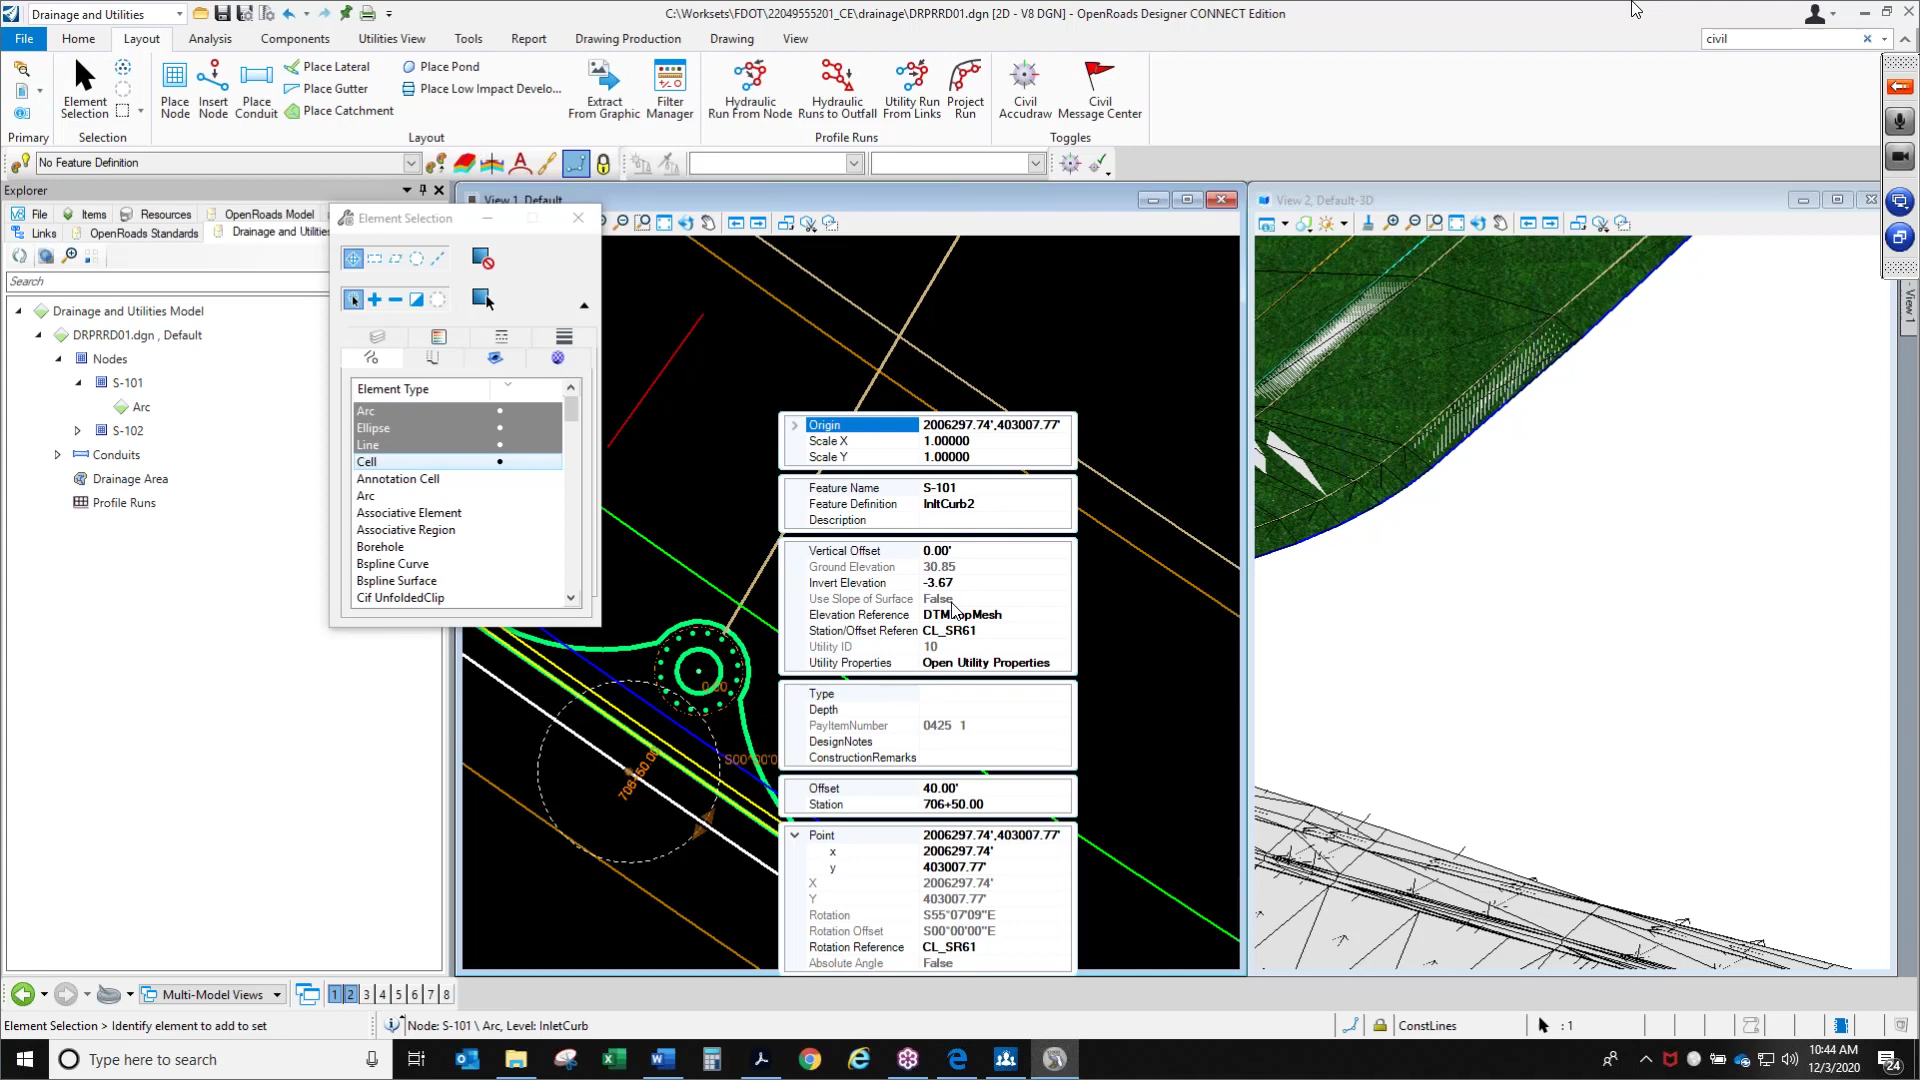 Drainage and Utilities
C:\Worksets\FDOT\22049555201_CE\drainage\DRPRRD01.dgn [2D - V8 DGN] - OpenRoads Designer CONNECT Edition
File Home Layout Analysis Components Utilities View Tools Report Drawing Production Drawing View
civil
Place Lateral
Place Gutter
Place Catchment
Place Pond
Place Low Impact Develo...
Element Selection
Place Node
Insert Node
Place Conduit
Extract From Graphic
Filter Manager
Hydraulic Run From Node
Hydraulic Runs to Outfall
Utility Run From Links
Project Run
Civil Accudraw
Civil Message Center
Primary Selection Layout Profile Runs Toggles
No Feature Definition
Explorer
File Items Resources OpenRoads Model
Links OpenRoads Standards Drainage and Utilitie
Search
Drainage and Utilities Model
DRPRRD01.dgn , Default
Nodes
S-101
Arc
S-102
Conduits
Drainage Area
Profile Runs
Element Selection
Element Type
Arc
Ellipse
Line
Cell
Annotation Cell
Arc
Associative Element
Associative Region
Borehole
Bspline Curve
Bspline Surface
Cif UnfoldedClip
View 1, Default
0.00
706+50.00
S00°00'0
Origin 2006297.74',403007.77'
Scale X 1.00000
Scale Y 1.00000
Feature Name S-101
Feature Definition InltCurb2
Description
Vertical Offset 0.00'
Ground Elevation 30.85
Invert Elevation -3.67
Use Slope of Surface False
Elevation Reference DTM ppMesh
Station/Offset Referen CL_SR61
Utility ID 10
Utility Properties Open Utility Properties
Type
Depth
PayItemNumber 0425 1
DesignNotes
ConstructionRemarks
Offset 40.00'
Station 706+50.00
Point 2006297.74',403007.77'
x 2006297.74'
y 403007.77'
X 2006297.74'
Y 403007.77'
Rotation S55°07'09"E
Rotation Offset S00°00'00"E
Rotation Reference CL_SR61
Absolute Angle False
View 2, Default-3D
View 1
Multi-Model Views 1 2 3 4 5 6 7 8
Element Selection > Identify element to add to set
Node: S-101 \ Arc, Level: InletCurb
ConstLines
: 1
Type here to search
10:44 AM
12/3/2020
24